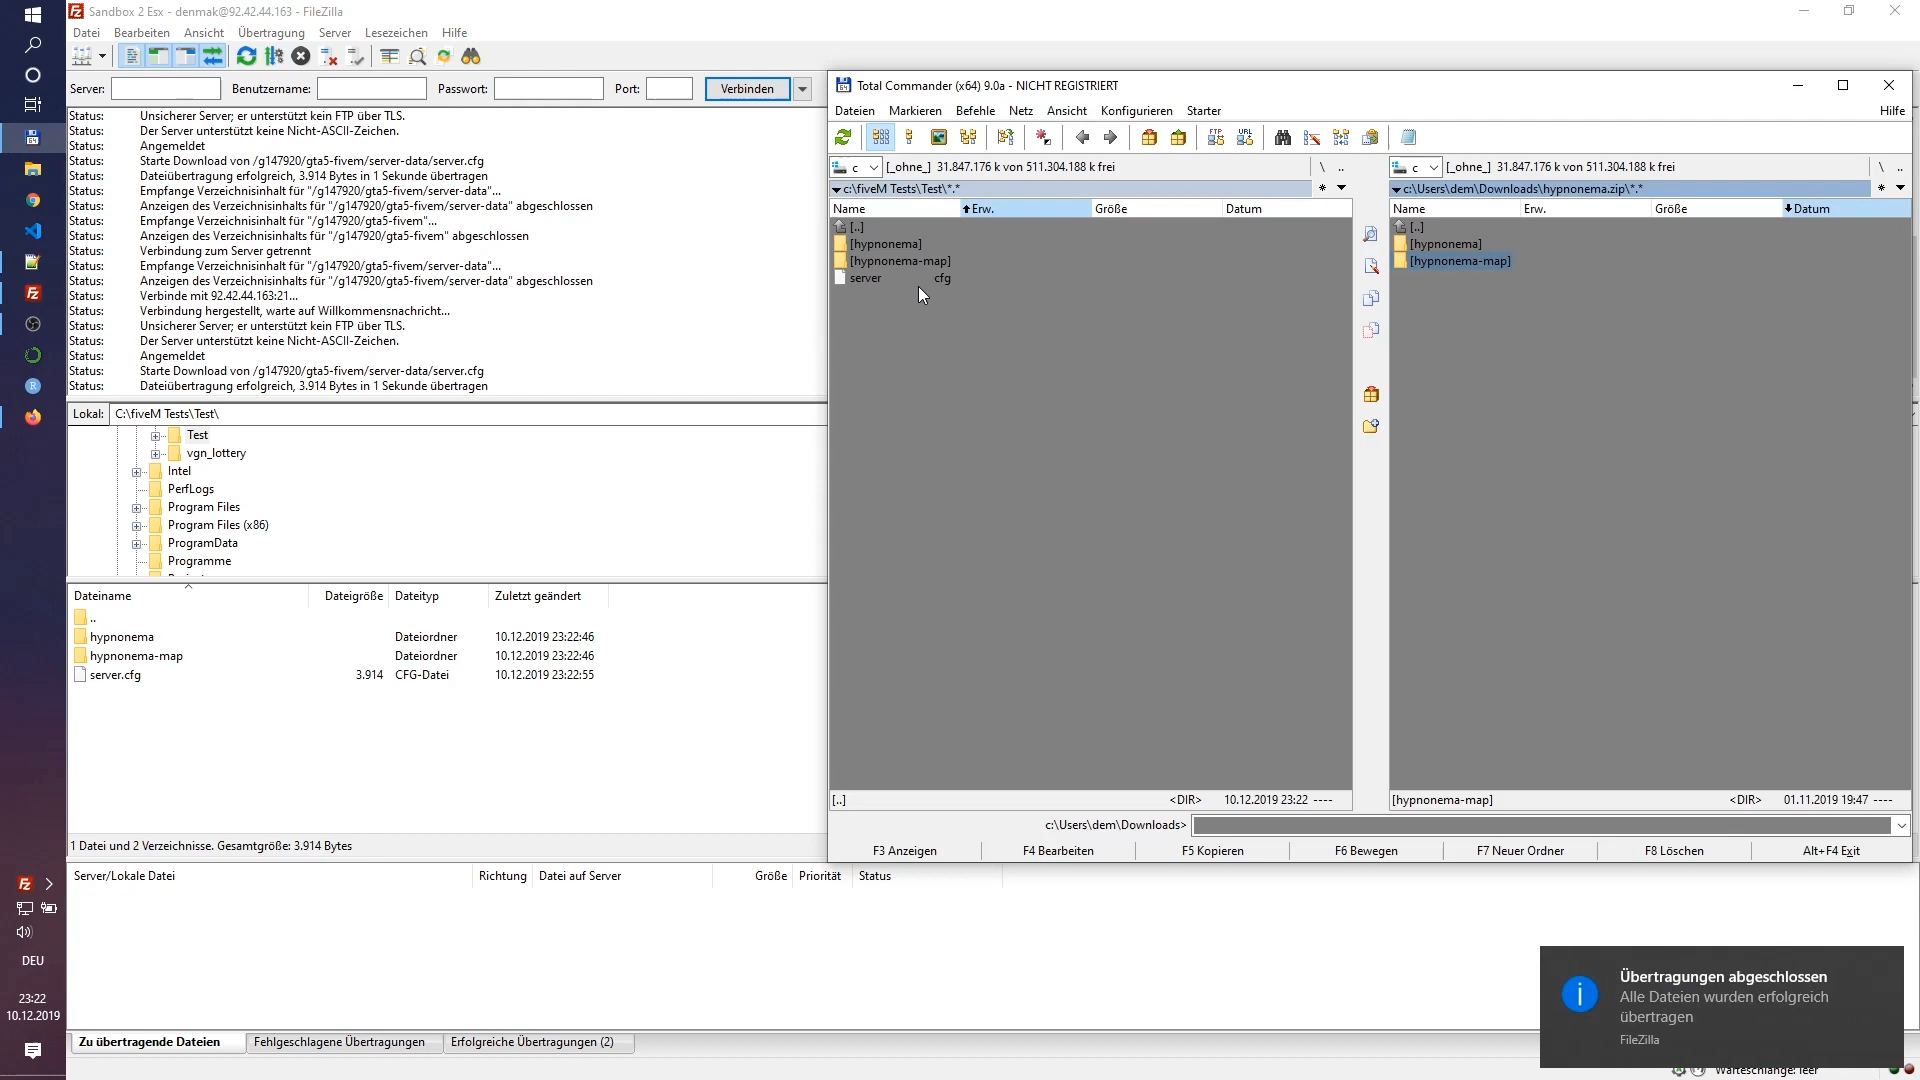 Sandbox 2 Esx - denmak@92.42.44.163 - FileZilla
Datei Bearbeiten Ansicht Übertragung Server Lesezeichen Hilfe
Server: Benutzername: Passwort: Port: Verbinden
Status: Unsicherer Server; er unterstützt kein FTP über TLS.
Status: Der Server unterstützt keine Nicht-ASCII-Zeichen.
Status: Angemeldet
Status: Starte Download von /g147920/gta5-fivem/server-data/server.cfg
Status: Dateiübertragung erfolgreich, 3.914 Bytes in 1 Sekunde übertragen
Status: Empfange Verzeichnisinhalt für "/g147920/gta5-fivem/server-data"...
Status: Anzeigen des Verzeichnisinhalts für "/g147920/gta5-fivem/server-data" abgeschlossen
Status: Empfange Verzeichnisinhalt für "/g147920/gta5-fivem"...
Status: Anzeigen des Verzeichnisinhalts für "/g147920/gta5-fivem" abgeschlossen
Status: Verbindung zum Server getrennt
Status: Empfange Verzeichnisinhalt für "/g147920/gta5-fivem/server-data"...
Status: Anzeigen des Verzeichnisinhalts für "/g147920/gta5-fivem/server-data" abgeschlossen
Status: Verbinde mit 92.42.44.163:21...
Status: Verbindung hergestellt, warte auf Willkommensnachricht...
Status: Unsicherer Server; er unterstützt kein FTP über TLS.
Status: Der Server unterstützt keine Nicht-ASCII-Zeichen.
Status: Angemeldet
Status: Starte Download von /g147920/gta5-fivem/server-data/server.cfg
Status: Dateiübertragung erfolgreich, 3.914 Bytes in 1 Sekunde übertragen
Lokal: C:\fiveM Tests\Test\
Test
vgn_lottery
Intel
PerfLogs
Program Files
Program Files (x86)
ProgramData
Programme
Dateiname Dateigröße Dateityp Zuletzt geändert
..
hypnonema Dateiordner 10.12.2019 23:22:46
hypnonema-map Dateiordner 10.12.2019 23:22:46
server.cfg 3.914 CFG-Datei 10.12.2019 23:22:55
1 Datei und 2 Verzeichnisse. Gesamtgröße: 3.914 Bytes
Server/Lokale Datei Richtung Datei auf Server Größe Priorität Status
Zu übertragende Dateien Fehlgeschlagene Übertragungen Erfolgreiche Übertragungen (2)
Warteschlange: leer
Total Commander (x64) 9.0a - NICHT REGISTRIERT
Dateien Markieren Befehle Netz Ansicht Konfigurieren Starter Hilfe
FTP URL
c [_ohne_] 31.847.176 k von 511.304.188 k frei \ ..
c:\fiveM Tests\Test\*.* * 
Name Erw. Größe Datum
[..]
[hypnonema]
[hypnonema-map]
server cfg
[..] <DIR> 10.12.2019 23:22 ----
c [_ohne_] 31.847.176 k von 511.304.188 k frei \ ..
c:\Users\dem\Downloads\hypnonema.zip\*.* *
Name Erw. Größe Datum
[..]
[hypnonema]
[hypnonema-map]
[hypnonema-map] <DIR> 01.11.2019 19:47 ----
c:\Users\dem\Downloads>
F3 Anzeigen F4 Bearbeiten F5 Kopieren F6 Bewegen F7 Neuer Ordner F8 Löschen Alt+F4 Exit
Übertragungen abgeschlossen
Alle Dateien wurden erfolgreich
übertragen
FileZilla
DEU
23:22
10.12.2019